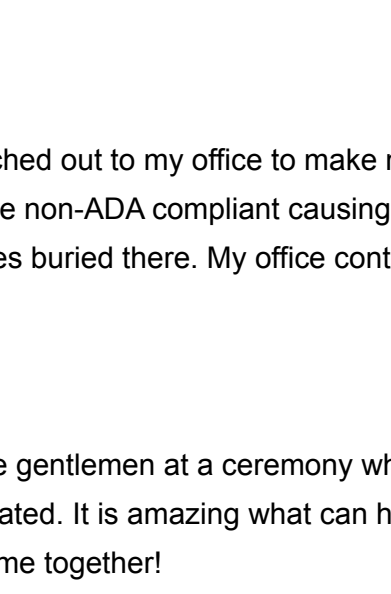 ched out to my office to make
e non-ADA compliant causing
es buried there. My office cont
e gentlemen at a ceremony wh
ated. It is amazing what can h
me together!